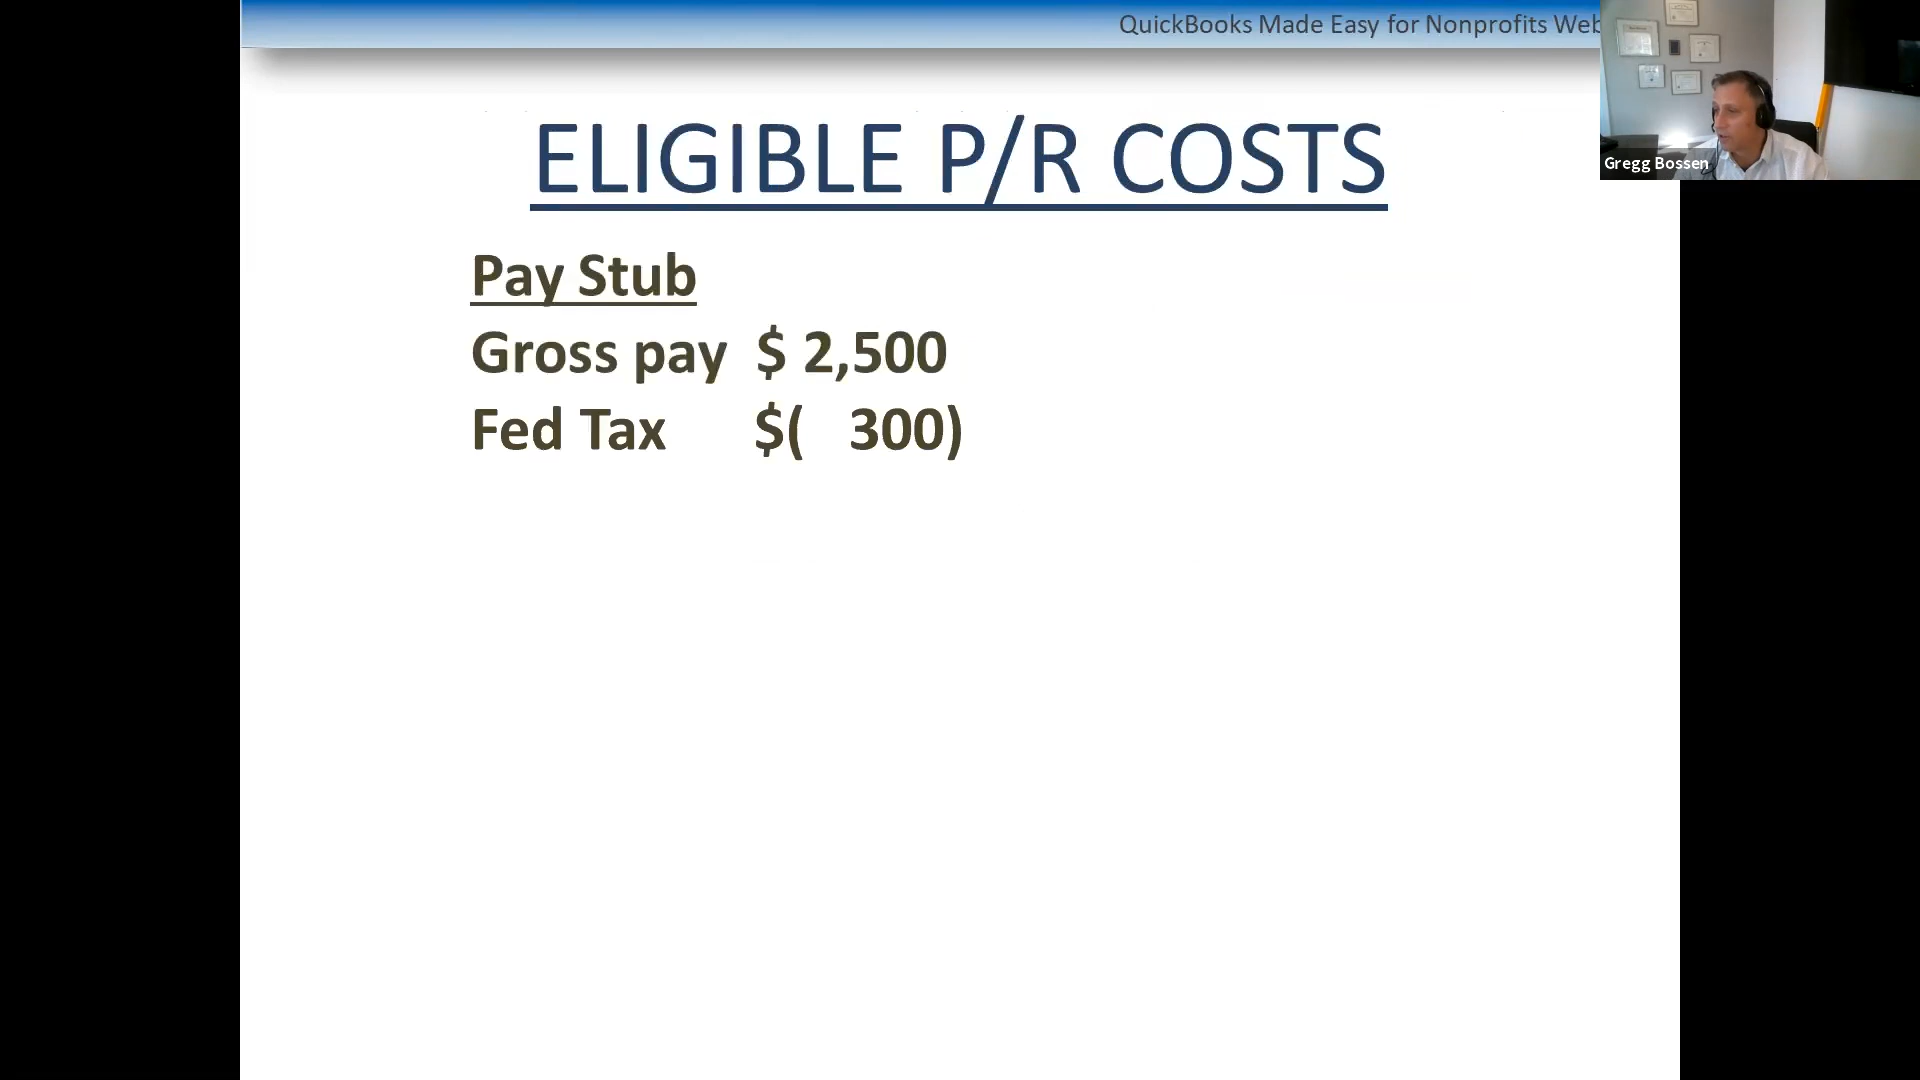 QuickBooks Made Easy for Nonprofits Web
Gregg Bossen
ELIGIBLE P/R COSTS
Pay Stub
Gross pay $ 2,500
Fed Tax $( 300)